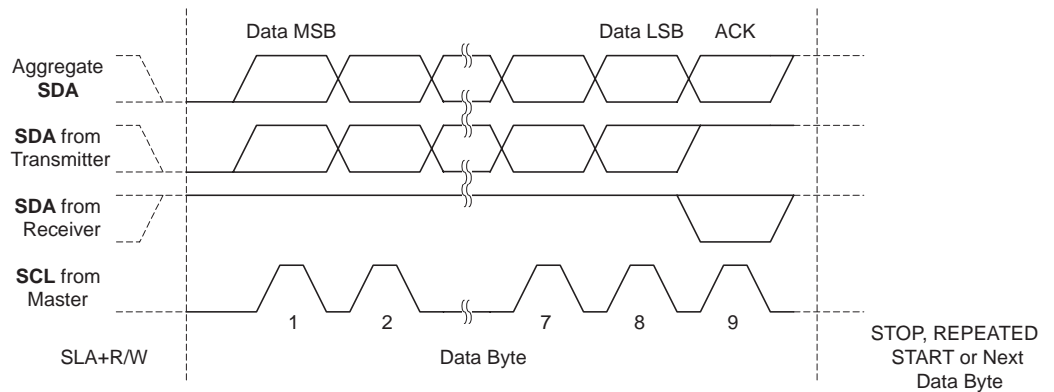 Data MSB
Data LSB
ACK
Aggregate
SDA
SDA from
Transmitter
SDA from
Receiver
SCL from
Master
1
2
7
8
9
SLA+R/W
Data Byte
STOP, REPEATED
START or Next
Data Byte